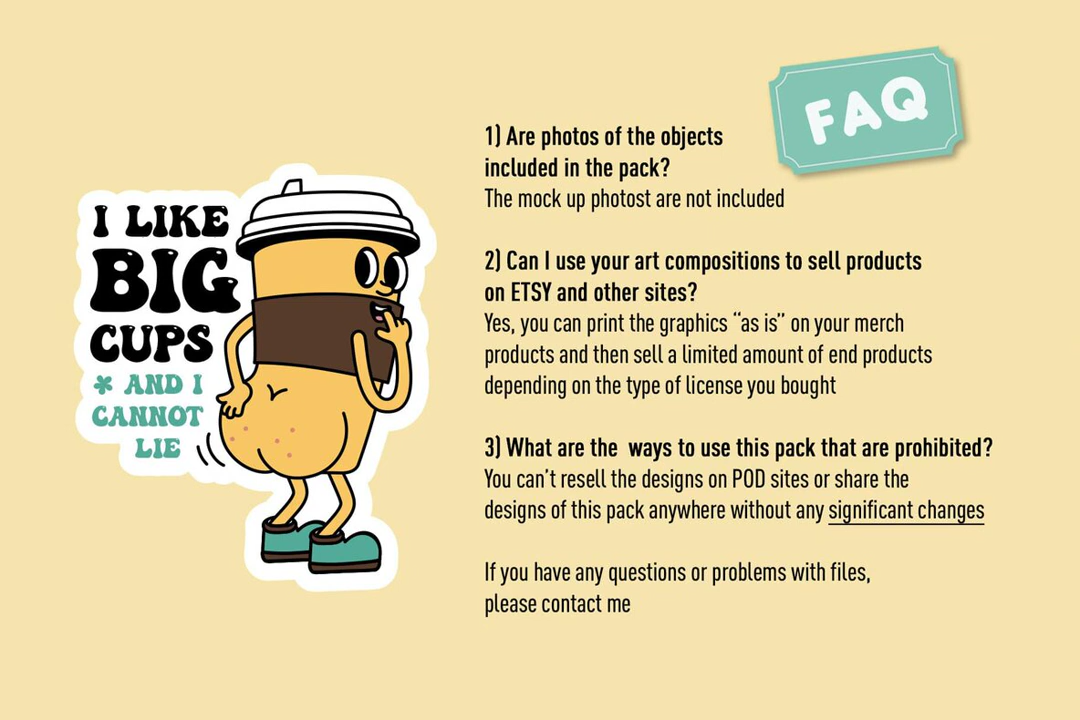 I LIKE
BIG
CUPS
* AND I
CANNOT
LIE
FAQ
1) Are photos of the objects
included in the pack?
The mock up photost are not included
2) Can I use your art compositions to sell products
on ETSY and other sites?
Yes, you can print the graphics “as is” on your merch
products and then sell a limited amount of end products
depending on the type of license you bought
3) What are the  ways to use this pack that are prohibited?
You can't resell the designs on POD sites or share the
designs of this pack anywhere without any significant changes
If you have any questions or problems with files,
please contact me